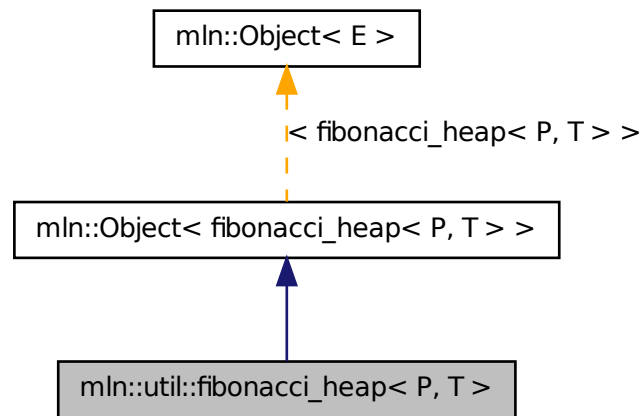 mln::Object< E >
< fibonacci_heap< P, T > >
mln::Object< fibonacci_heap< P, T > >
mln::util::fibonacci_heap< P, T >